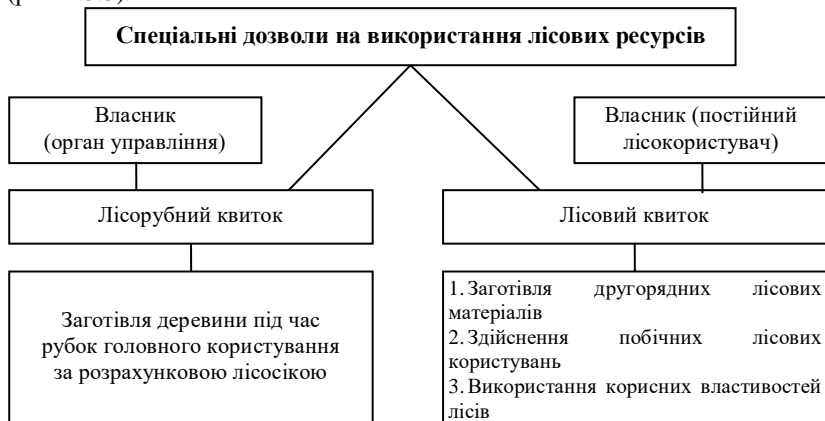 Спеціальні дозволи на використання лісових ресурсів
Власник
(орган управління)
Власник (постійний
лісокористувач)
Лісорубний квиток
Лісовий квиток
Заготівля деревини під час
рубок головного користування
за розрахунковою лісосікою
1. Заготівля другорядних лісових
матеріалів
2. Здійснення побічних лісових
користувань
3. Використання корисних властивостей
лісів